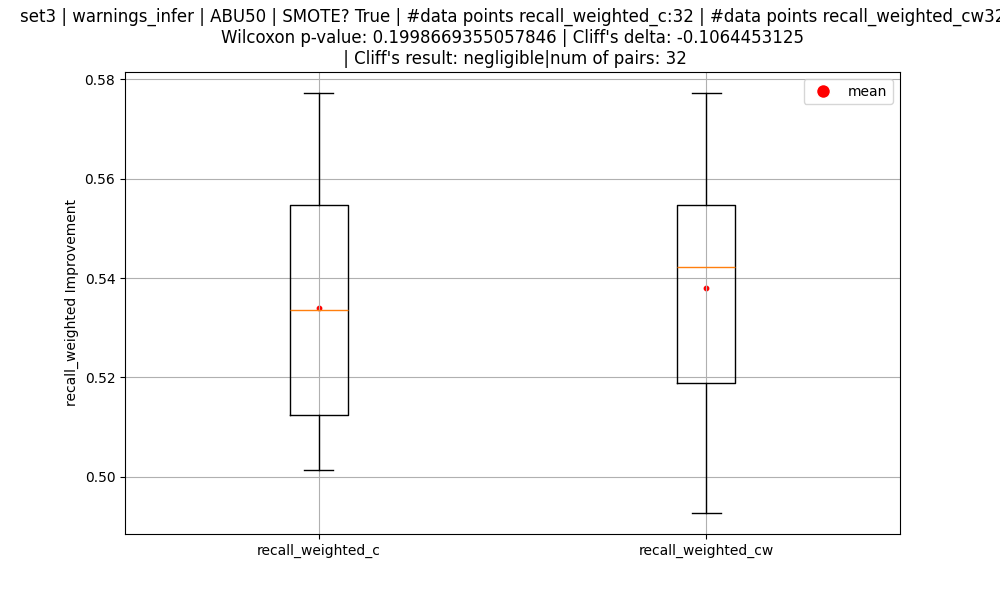 set3 | warnings_infer | ABU50 | SMOTE? True | #data points recall_weighted_c:32 | #data points recall_weighted_cw32
Wilcoxon p-value: 0.1998669355057846 | Cliff's delta: -0.1064453125
| Cliff's result: negligible|num of pairs: 32
mean
recall_weighted Improvement
0.58
0.56
0.54
0.52
0.50
recall_weighted_c
recall_weighted_cw